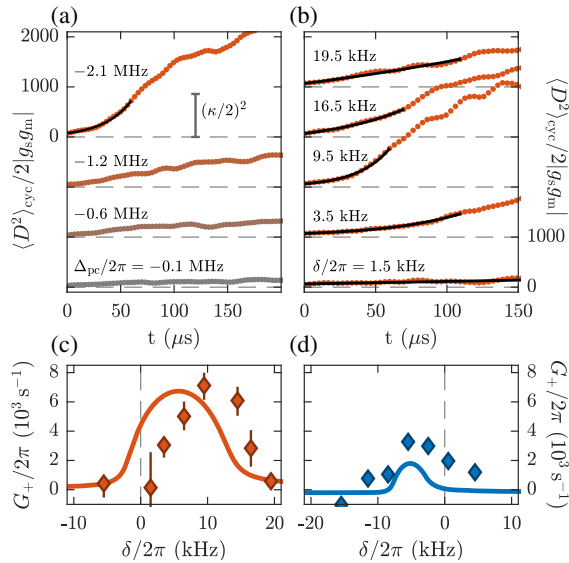 (a)
(b)
2000
1000
0
⟨D²⟩cyc/2|gₛgₘ|
−2.1 MHz
(κ/2)²
−1.2 MHz
−0.6 MHz
Δpc/2π = −0.1 MHz
0 50 100 150
t (μs)
19.5 kHz
16.5 kHz
9.5 kHz
3.5 kHz
δ/2π = 1.5 kHz
⟨D²⟩cyc/2|gₛgₘ|
1000
0
0 50 100 150
t (μs)
(c)
(d)
G₊/2π (10³ s⁻¹)
8
6
4
2
0
-10 0 10 20
δ/2π (kHz)
8
6
4
2
0
G₊/2π (10³ s⁻¹)
-20 -10 0 10
δ/2π (kHz)